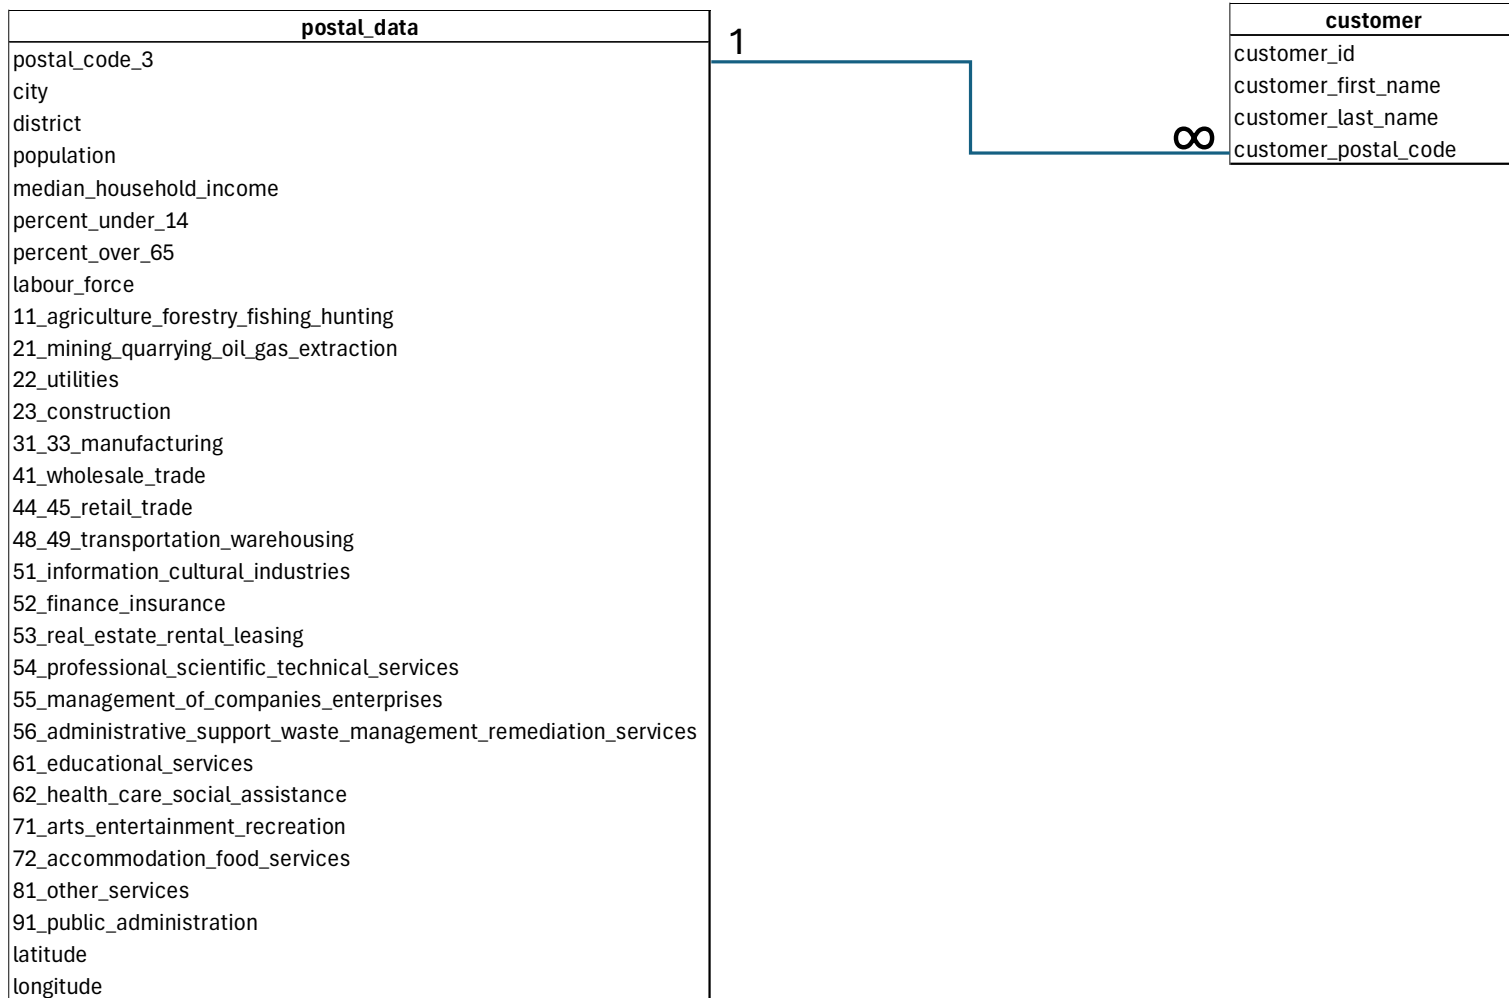 postal_data
postal_code_3
city
district
population
median_household_income
percent_under_14
percent_over_65
labour_force
11_agriculture_forestry_fishing_hunting
21_mining_quarrying_oil_gas_extraction
22_utilities
23_construction
31_33_manufacturing
41_wholesale_trade
44_45_retail_trade
48_49_transportation_warehousing
51_information_cultural_industries
52_finance_insurance
53_real_estate_rental_leasing
54_professional_scientific_technical_services
55_management_of_companies_enterprises
56_administrative_support_waste_management_remediation_services
61_educational_services
62_health_care_social_assistance
71_arts_entertainment_recreation
72_accommodation_food_services
81_other_services
91_public_administration
latitude
longitude
1
∞
customer
customer_id
customer_first_name
customer_last_name
customer_postal_code